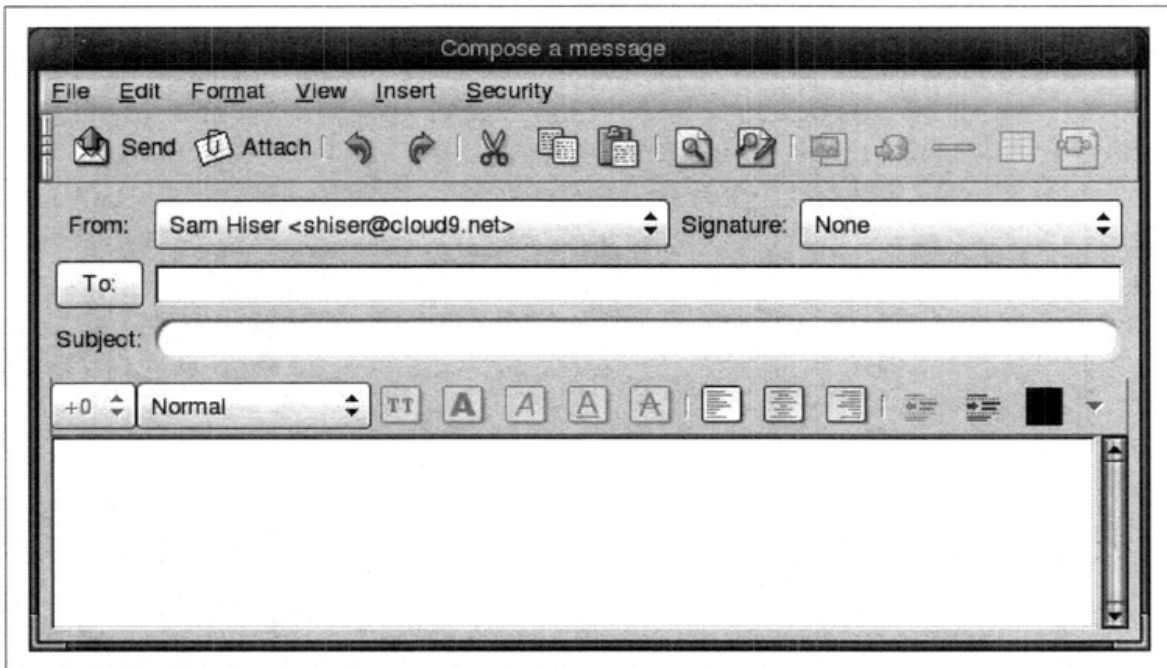 Compose a message
File Edit Format View Insert Security
Send Attach
From: Sam Hiser <shiser@cloud9.net> Signature: None
To:
Subject:
+0 Normal TT A A A A